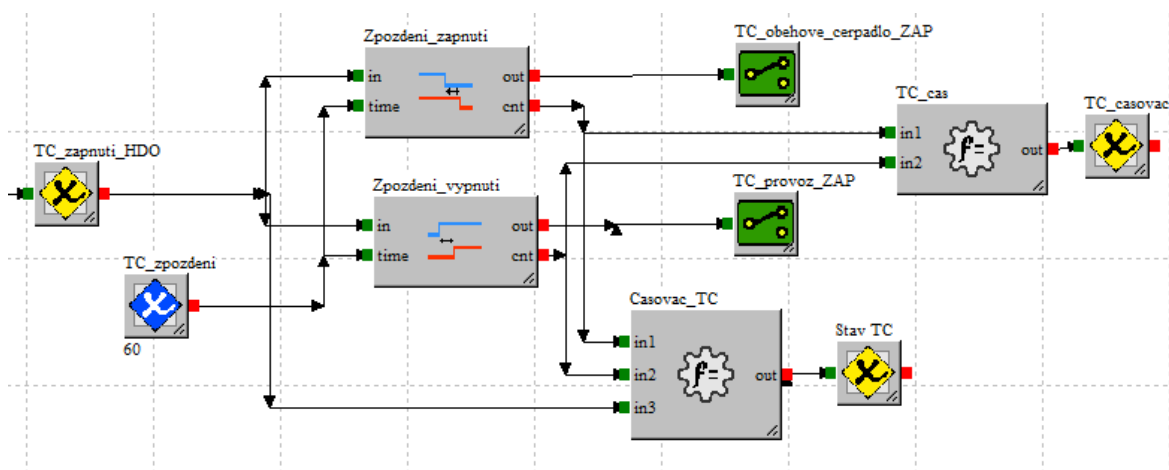 Zpozdeni_zapnuti
in
time
out
cnt
TC_obehove_cerpadlo_ZAP
TC_cas
in1
in2
out
TC_casovac
TC_zapnuti_HDO
Zpozdeni_vypnuti
in
time
out
cnt
TC_provoz_ZAP
TC_zpozdeni
60
Casovac_TC
in1
in2
in3
out
Stav TC